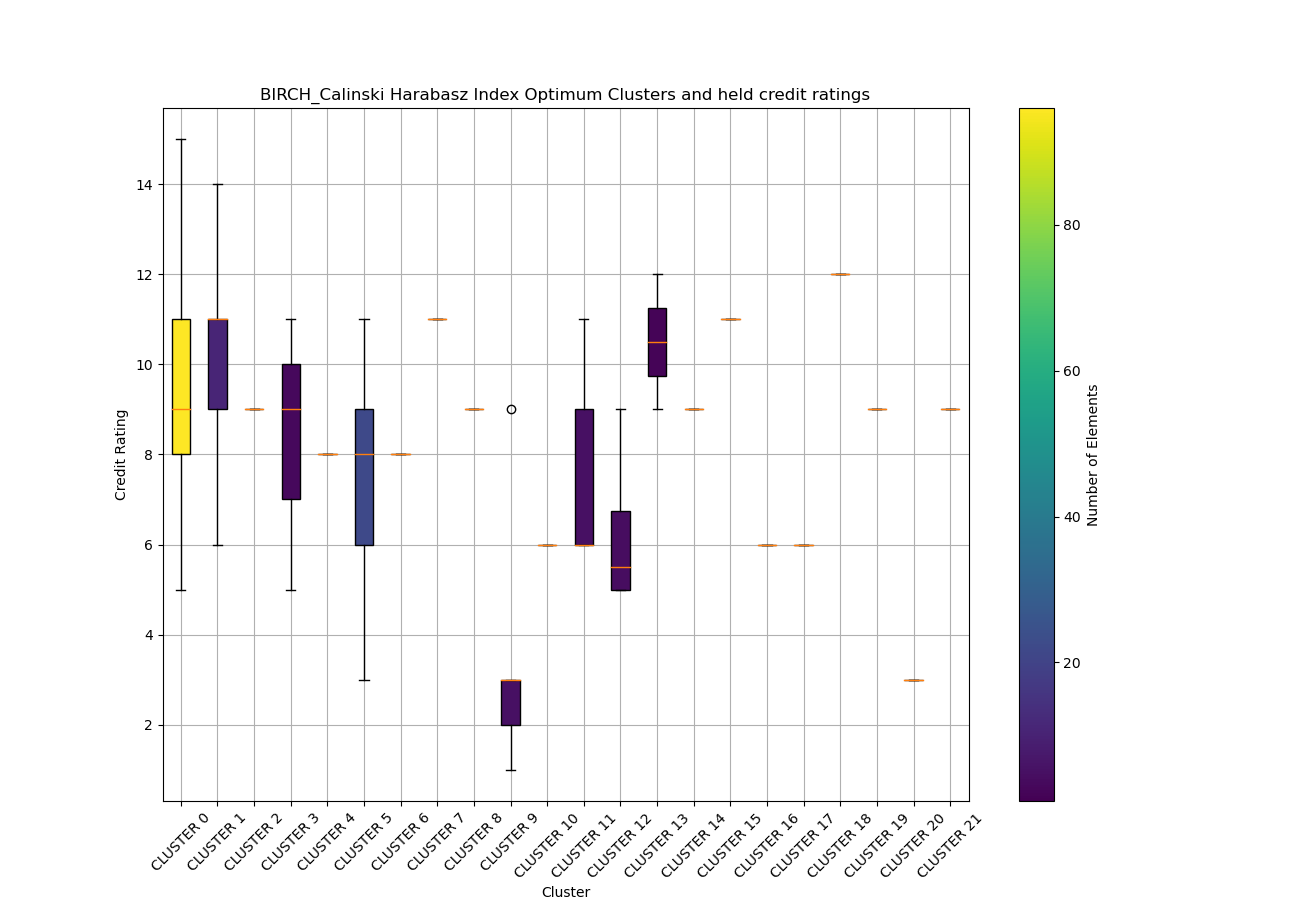 BIRCH_Calinski Harabasz Index Optimum Clusters and held credit ratings
14
12
10
8
6
4
2
Credit Rating
CLUSTER 0
CLUSTER 1
CLUSTER 2
CLUSTER 3
CLUSTER 4
CLUSTER 5
CLUSTER 6
CLUSTER 7
CLUSTER 8
CLUSTER 9
CLUSTER 10
CLUSTER 11
CLUSTER 12
CLUSTER 13
CLUSTER 14
CLUSTER 15
CLUSTER 16
CLUSTER 17
CLUSTER 18
CLUSTER 19
CLUSTER 20
CLUSTER 21
Cluster
80
60
40
20
Number of Elements